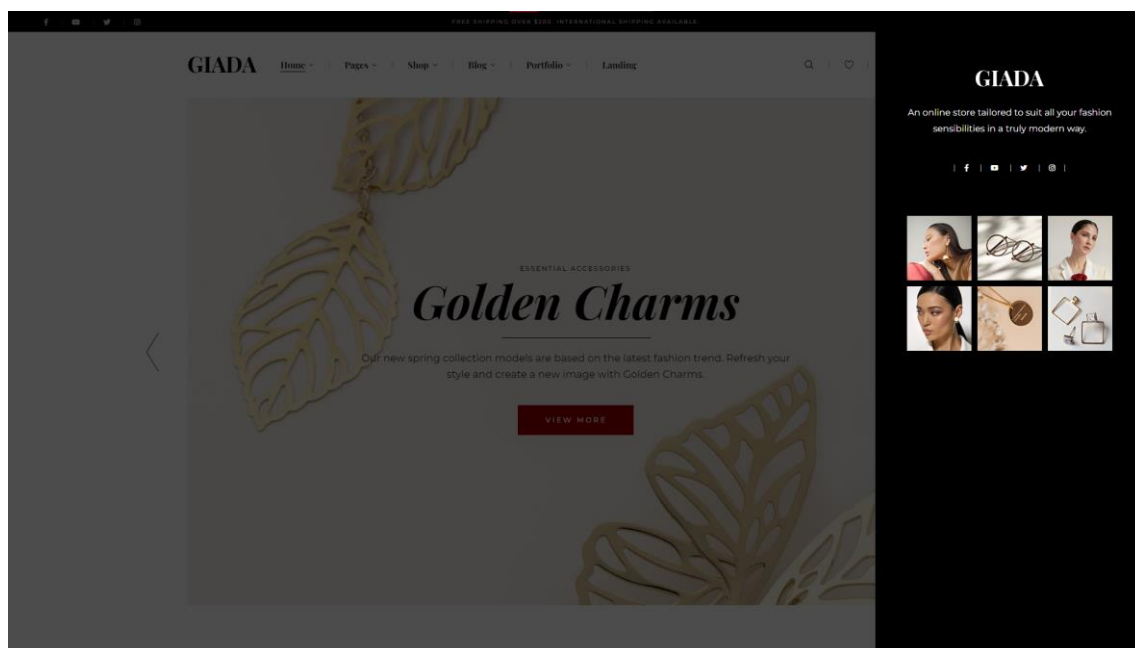 FREE SHIPPING OVER $200. INTERNATIONAL SHIPPING AVAILABLE
GIADA
Home
Pages
Shop
Blog
Portfolio
Landing
ESSENTIAL ACCESSORIES
Golden Charms
Our new spring collection models are based on the latest fashion trend. Refresh your
style and create a new image with Golden Charms.
VIEW MORE
GIADA
An online store tailored to suit all your fashion
sensibilities in a truly modern way.